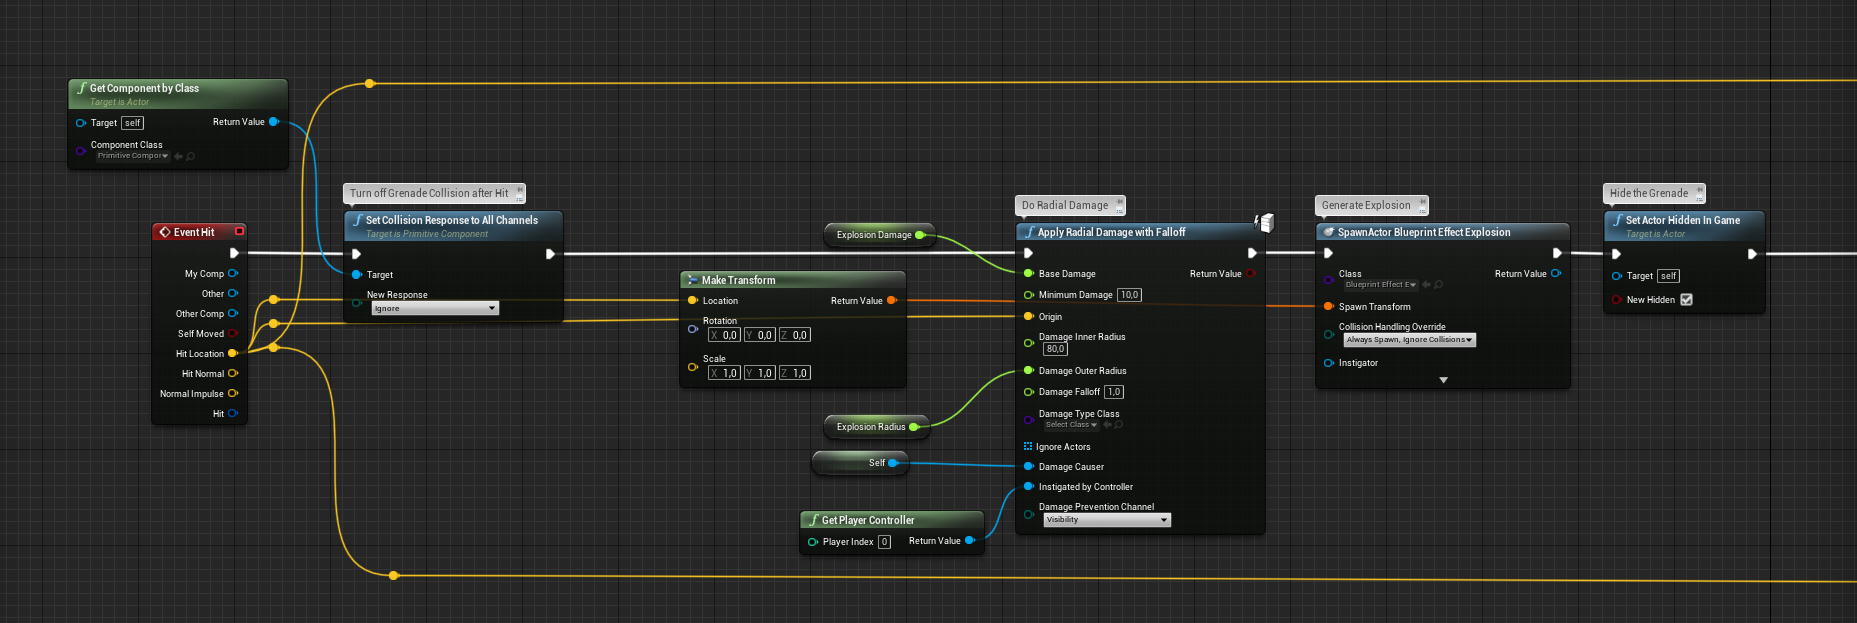 Get Component by Class
Target is Actor
Target self
Return Value
Component Class
Primitive Compor
Event Hit
My Comp
Other
Other Comp
Self Moved
Hit Location
Hit Normal
Normal Impulse
Hit
Turn off Grenade Collision after Hit
Set Collision Response to All Channels
Target is Primitive Component
Target
New Response
Ignore
Make Transform
Location
Return Value
Rotation
X 0,0 Y 0,0 Z 0,0
Scale
X 1,0 Y 1,0 Z 1,0
Explosion Damage
Explosion Radius
Self
Get Player Controller
Player Index 0
Return Value
Do Radial Damage
Apply Radial Damage with Falloff
Base Damage
Return Value
Minimum Damage 10,0
Origin
Damage Inner Radius
80,0
Damage Outer Radius
Damage Falloff 1,0
Damage Type Class
Select Class
Ignore Actors
Damage Causer
Instigated by Controller
Damage Prevention Channel
Visibility
Generate Explosion
SpawnActor Blueprint Effect Explosion
Class
Blueprint Effect E
Return Value
Spawn Transform
Collision Handling Override
Always Spawn, Ignore Collisions
Instigator
Hide the Grenade
Set Actor Hidden In Game
Target is Actor
Target self
New Hidden